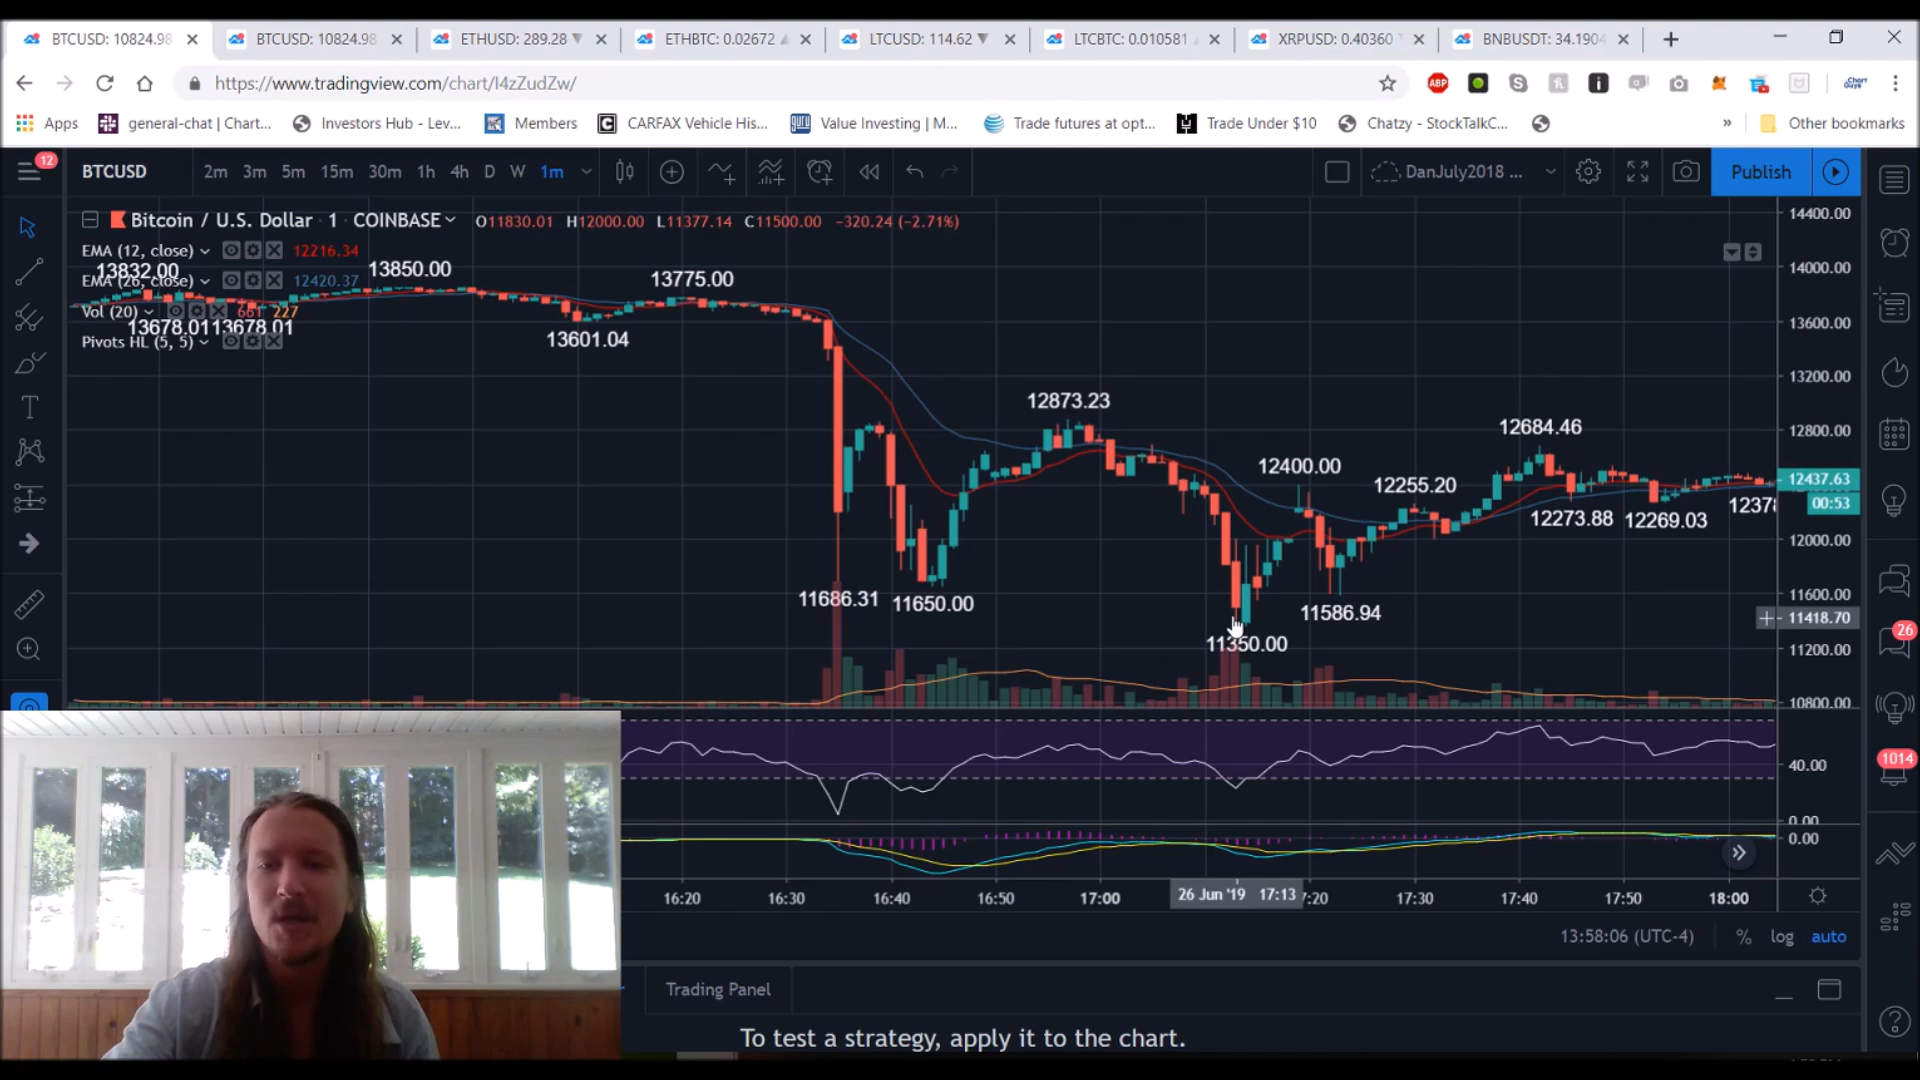 BTCUSD: 10824.98 BTCUSD: 10824.98 ETHUSD: 289.28 ▼ ETHBTC: 0.02672 LTCUSD: 114.62 ▼ LTCBTC: 0.010581 XRPUSD: 0.40360 BNBUSDT: 34.1904
https://www.tradingview.com/chart/I4zZudZw/
ABP
Apps general-chat | Chart... Investors Hub - Lev... Members CARFAX Vehicle His... Value Investing | M... Trade futures at opt... Trade Under $10 Chatzy - StockTalkC... » Other bookmarks
12 BTCUSD 2m 3m 5m 15m 30m 1h 4h D W 1m DanJuly2018 ... Publish
Bitcoin / U.S. Dollar · 1 · COINBASE O11830.01 H12000.00 L11377.14 C11500.00 −320.24 (−2.71%)
14400.00
EMA (12, close) 12216.34
13832.00 13850.00 14000.00
EMA (26, close) 12420.37 13775.00
Vol (20) 661 227
13678.01 13678.01 13600.00
Pivots HL (5, 5) 13601.04
13200.00
12873.23
12684.46 12800.00
12400.00
12255.20 12437.63
00:53
12273.88 12269.03 1237
12000.00
11686.31 11650.00 11600.00
11586.94 11418.70
11350.00 11200.00
26
10800.00
1014
40.00
0.00
0.00
16:20 16:30 16:40 16:50 17:00 26 Jun '19 17:13 :20 17:30 17:40 17:50 18:00
13:58:06 (UTC-4) % log auto
Trading Panel
To test a strategy, apply it to the chart.